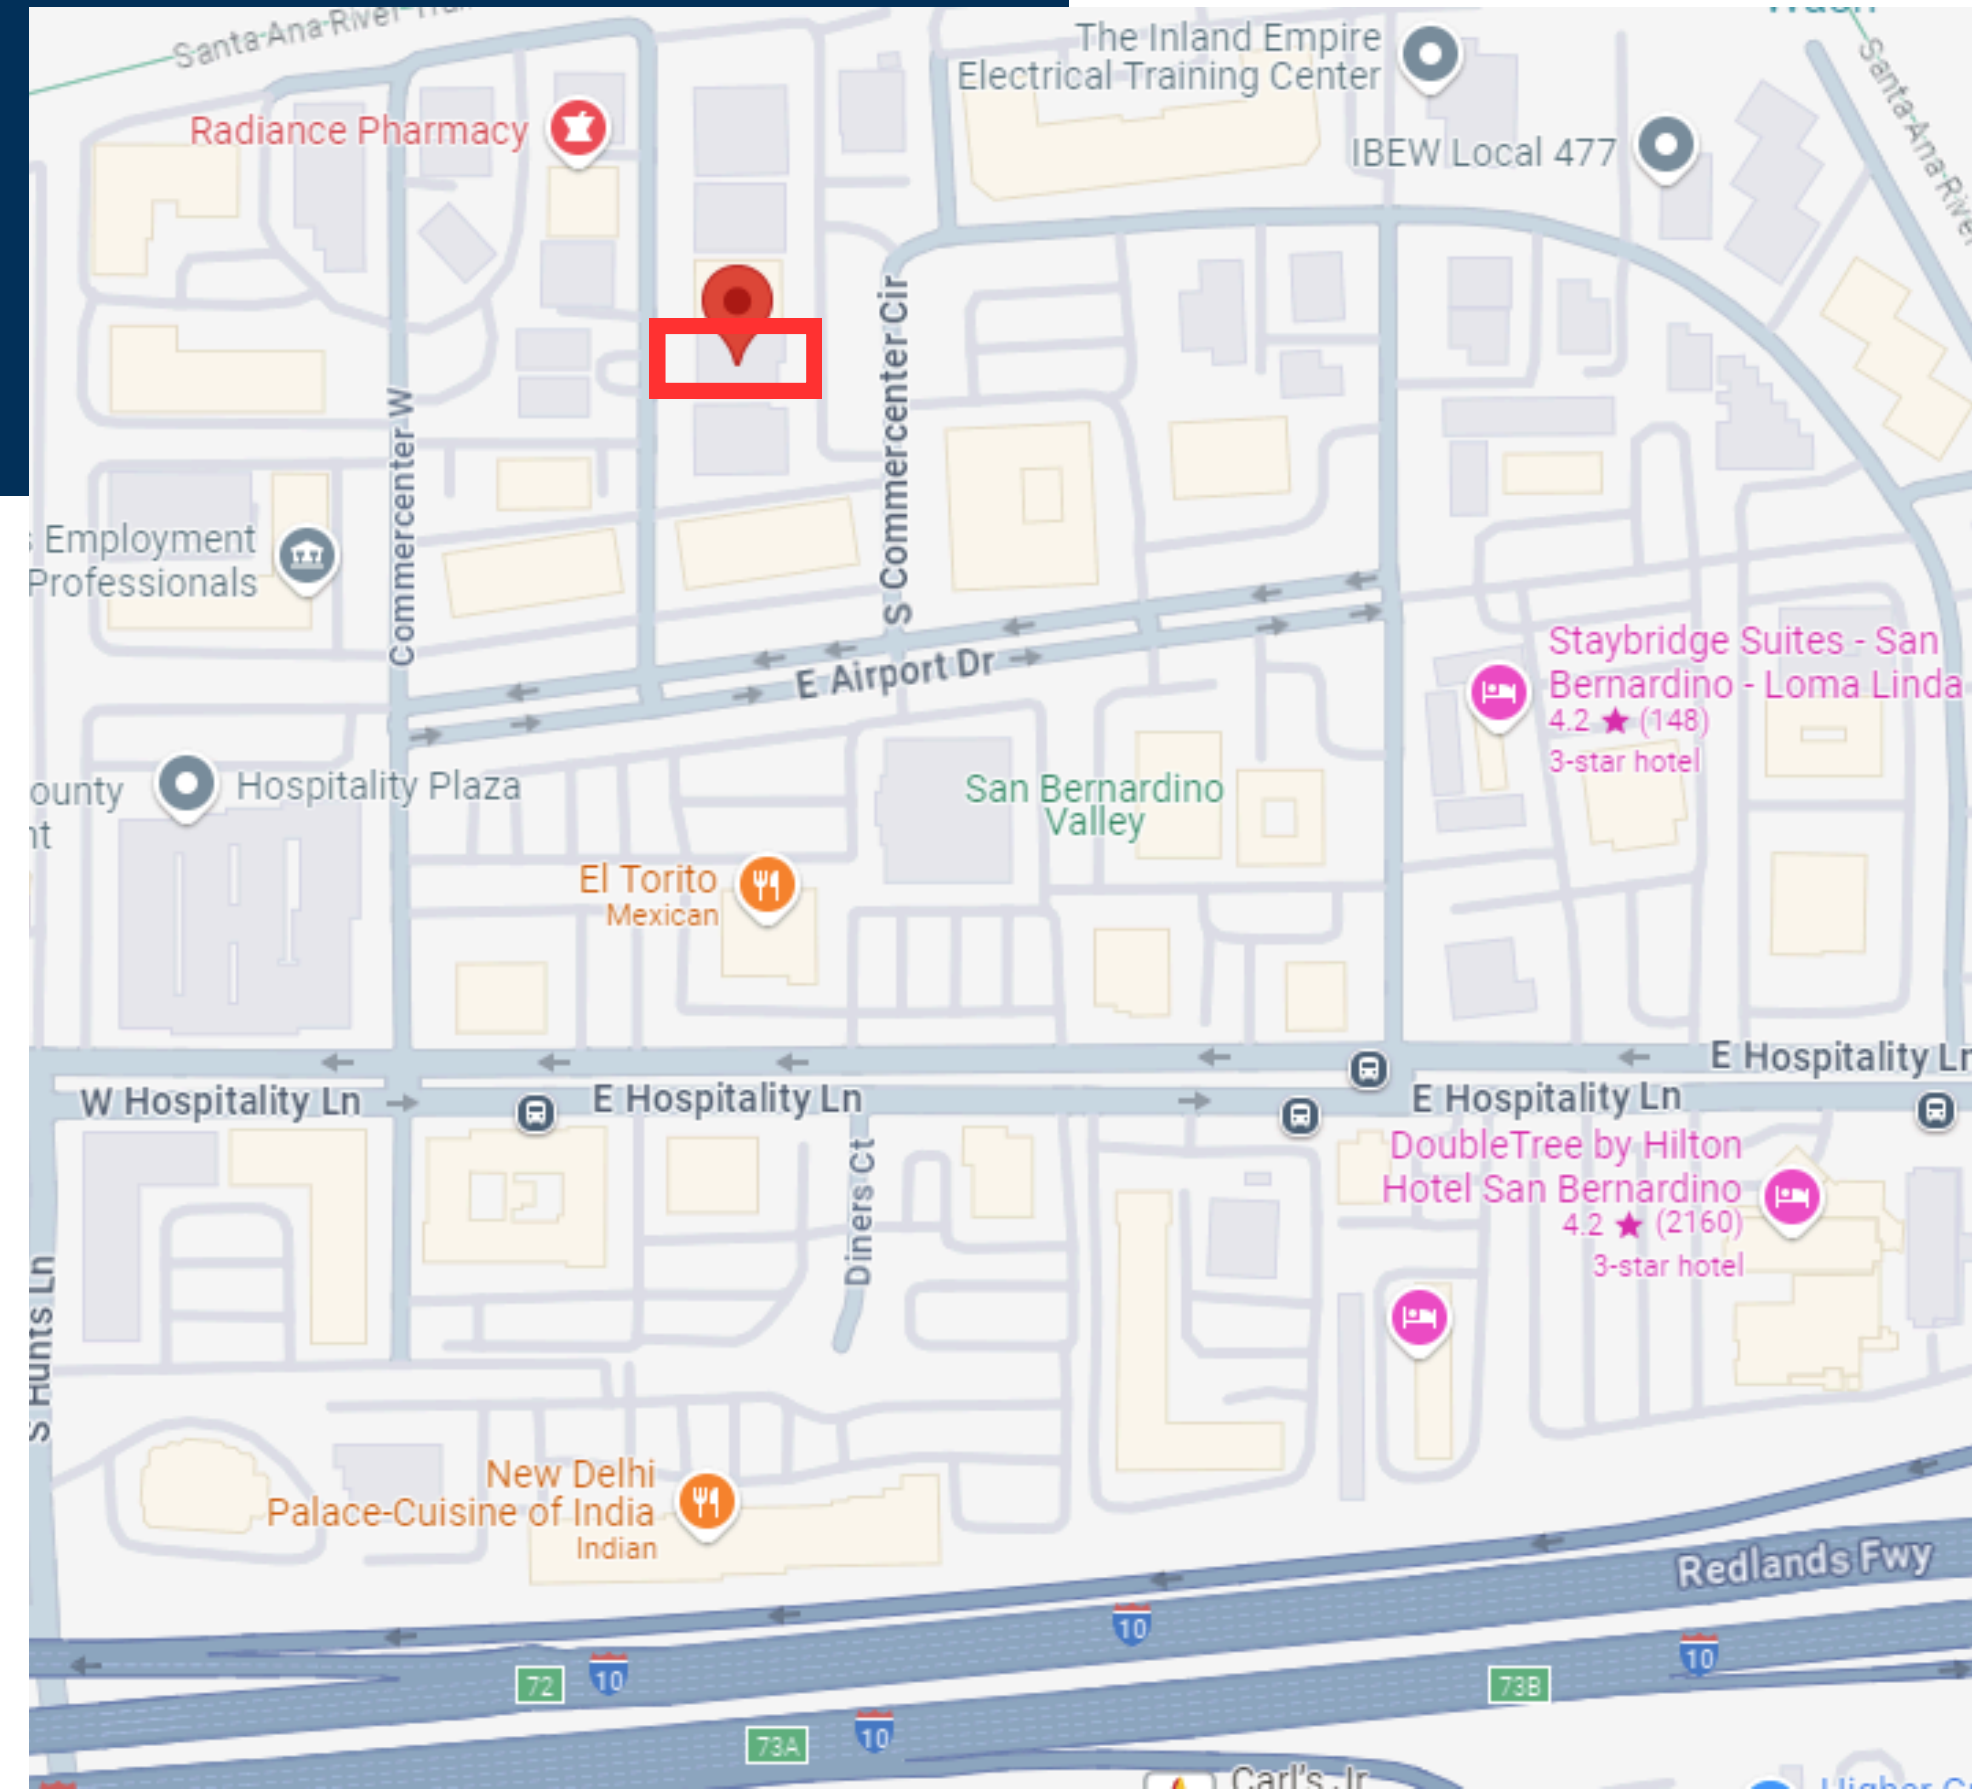 Santa Ana River
The Inland Empire
Electrical Training Center
Radiance Pharmacy
IBEW Local 477
Santa Ana River
S Commercenter Cir
Commercenter W
Employment
Professionals
E Airport Dr
Staybridge Suites - San
Bernardino - Loma Linda
4.2 ★ (148)
3-star hotel
ounty
nt
Hospitality Plaza
San Bernardino
Valley
El Torito
Mexican
E Hospitality Ln
W Hospitality Ln
E Hospitality Ln
E Hospitality Ln
DoubleTree by Hilton
Hotel San Bernardino
4.2 ★ (2160)
3-star hotel
Diners Ct
S Hunts Ln
New Delhi
Palace-Cuisine of India
Indian
Redlands Fwy
10
10
10
72
73B
10
73A
Carl's Jr